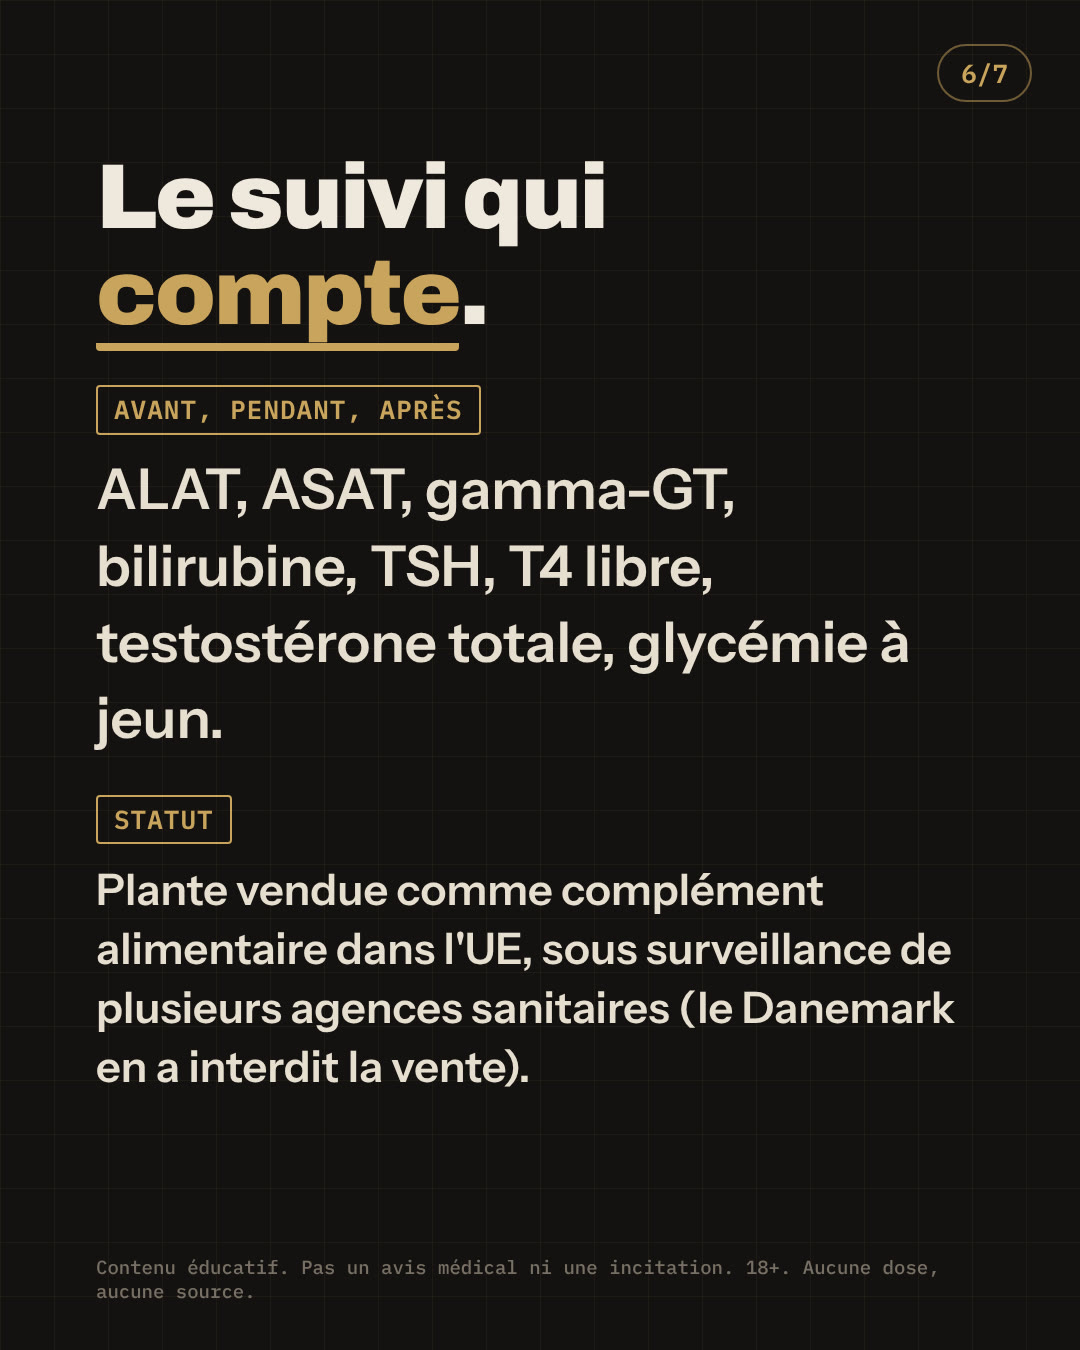 6/7
Le suivi qui
compte.
AVANT, PENDANT, APRÈS
ALAT, ASAT, gamma-GT,
bilirubine, TSH, T4 libre,
testostérone totale, glycémie à
jeun.
STATUT
Plante vendue comme complément
alimentaire dans l'UE, sous surveillance de
plusieurs agences sanitaires (le Danemark
en a interdit la vente).
Contenu éducatif. Pas un avis médical ni une incitation. 18+. Aucune dose,
aucune source.